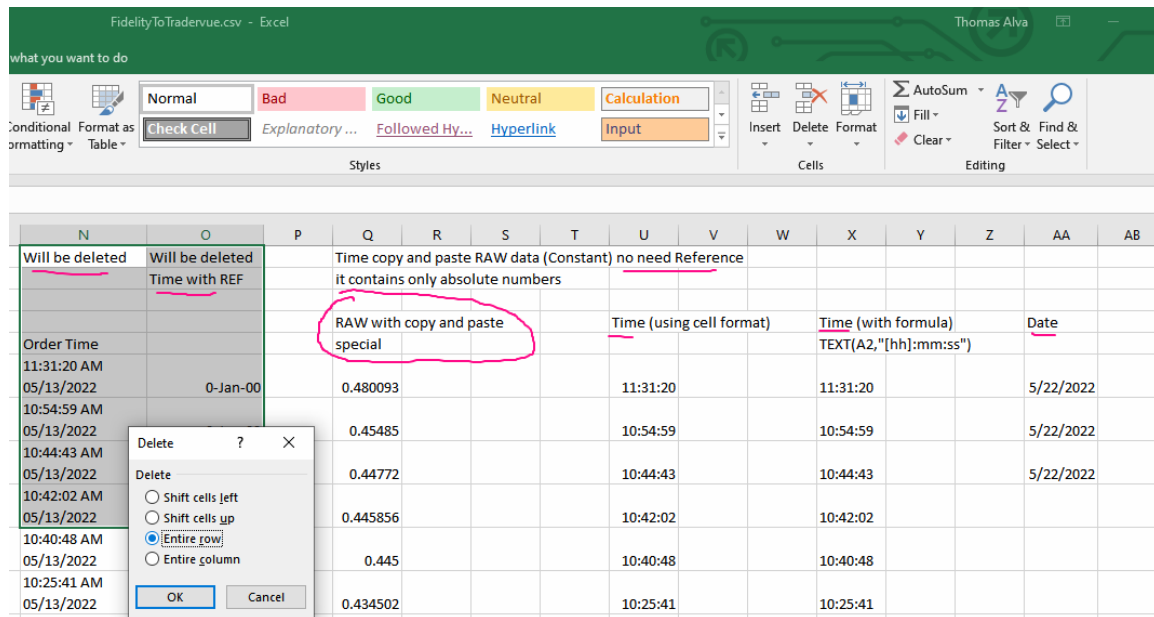 FidelityToTradervue.csv - Excel
Thomas Alva
what you want to do
Normal Bad Good Neutral Calculation
Check Cell Explanatory ... Followed Hy... Hyperlink Input
Conditional Format as
Formatting Table
Styles
Insert Delete Format
Cells
AutoSum
Fill
Clear
Sort & Find &
Filter Select
Editing
N O P Q R S T U V W X Y Z AA AB
Will be deleted Will be deleted Time copy and paste RAW data (Constant) no need Reference
Time with REF it contains only absolute numbers
RAW with copy and paste Time (using cell format) Time (with formula) Date
Order Time special TEXT(A2,"[hh]:mm:ss")
11:31:20 AM
05/13/2022 0-Jan-00 0.480093 11:31:20 11:31:20 5/22/2022
10:54:59 AM
05/13/2022 0.45485 10:54:59 10:54:59 5/22/2022
10:44:43 AM
05/13/2022 0.44772 10:44:43 10:44:43 5/22/2022
10:42:02 AM
05/13/2022 0.445856 10:42:02 10:42:02
10:40:48 AM
05/13/2022 0.445 10:40:48 10:40:48
10:25:41 AM
05/13/2022 0.434502 10:25:41 10:25:41
Delete ? X
Delete
Shift cells left
Shift cells up
Entire row
Entire column
OK Cancel